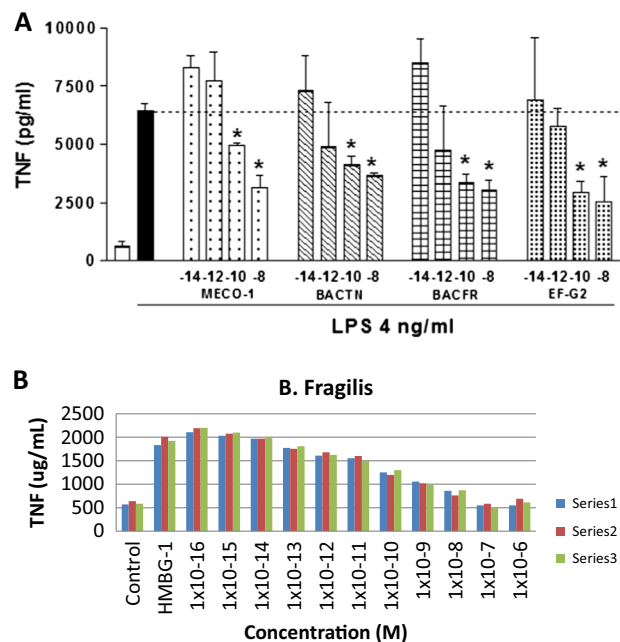 A
TNF (pg/ml)
10000
7500
5000
2500
0
* * * * * * * *
-14 -12 -10 -8 -14 -12 -10 -8 -14 -12 -10 -8 -14 -12 -10 -8
MECO-1 BACTN BACFR EF-G2
LPS 4 ng/ml
B
B. Fragilis
TNF (ug/mL)
2500
2000
1500
1000
500
0
Control
HMBG-1
1x10-16
1x10-15
1x10-14
1x10-13
1x10-12
1x10-11
1x10-10
1x10-9
1x10-8
1x10-7
1x10-6
Concentration (M)
Series1
Series2
Series3